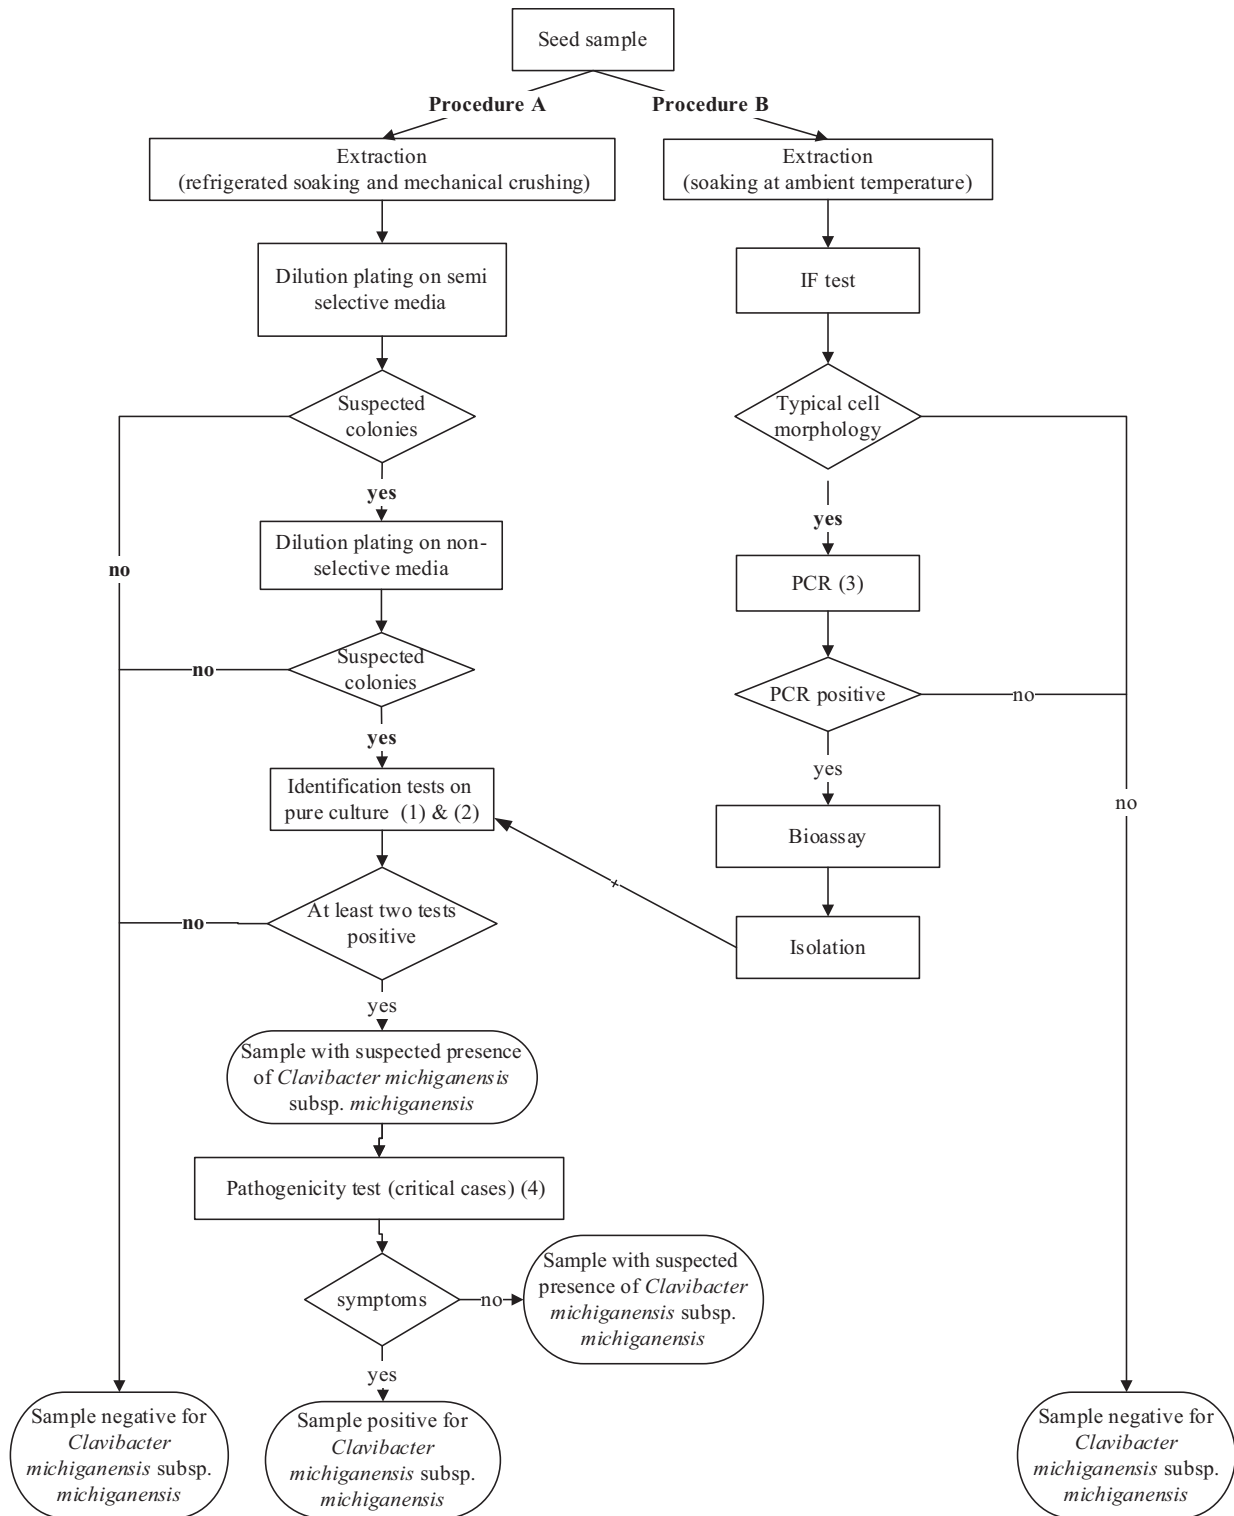 Seed sample
Procedure A
Procedure B
Extraction
(refrigerated soaking and mechanical crushing)
Extraction
(soaking at ambient temperature)
Dilution plating on semi
selective media
IF test
Suspected
colonies
Typical cell
morphology
yes
yes
Dilution plating on non-
selective media
no
PCR (3)
Suspected
colonies
no
PCR positive
no
yes
yes
Identification tests on
pure culture (1) & (2)
no
Bioassay
At least two tests
positive
no
Isolation
yes
Sample with suspected presence
of Clavibacter michiganensis
subsp. michiganensis
Pathogenicity test (critical cases) (4)
symptoms
no
Sample with suspected
presence of Clavibacter
michiganensis subsp.
michiganensis
yes
Sample negative for
Clavibacter
michiganensis subsp.
michiganensis
Sample positive for
Clavibacter
michiganensis subsp.
michiganensis
Sample negative for
Clavibacter
michiganensis subsp.
michiganensis